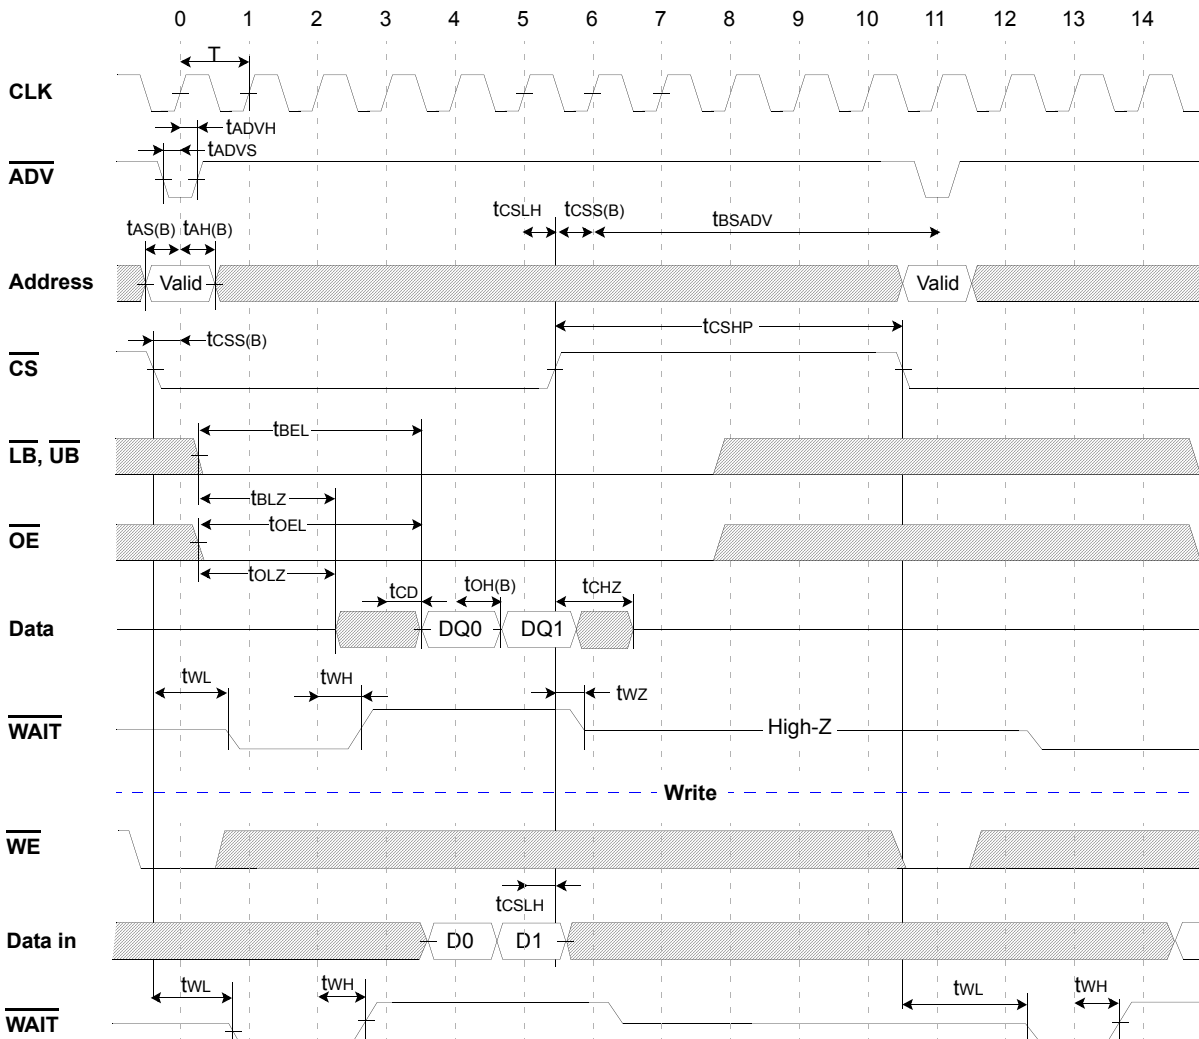 0 1 2 3 4 5 6 7 8 9 10 11 12 13 14
T
CLK
tADVH
tADVS
ADV
tCSLH tCSS(B)
tBSADV
tAS(B) tAH(B)
Address Valid Valid
tCSHP
tCSS(B)
CS
tBEL
LB, UB
tBLZ
tOEL
OE
tOLZ
tCD tOH(B) tCHZ
Data DQ0 DQ1
tWL tWH tWZ
WAIT High-Z
Write
WE
tCSLH
Data in D0 D1
tWL tWH tWL tWH
WAIT